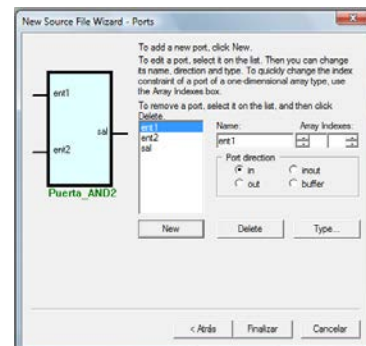 New Source File Wizard - Ports
To add a new port, click New.
To edit a port, select it on the list. Then you can change
its name, direction and type. To quickly change the index
constraint of a port of a one-dimensional array type, use
the Array Indexes box.
To remove a port, select it on the list, and then click
Delete.
ent1
ent2
sal
Puerta_AND2
ent1
ent2
sal
Name:
Array Indexes:
ent1
Port direction
in
inout
out
buffer
New
Delete
Type...
< Atrás
Finalizar
Cancelar